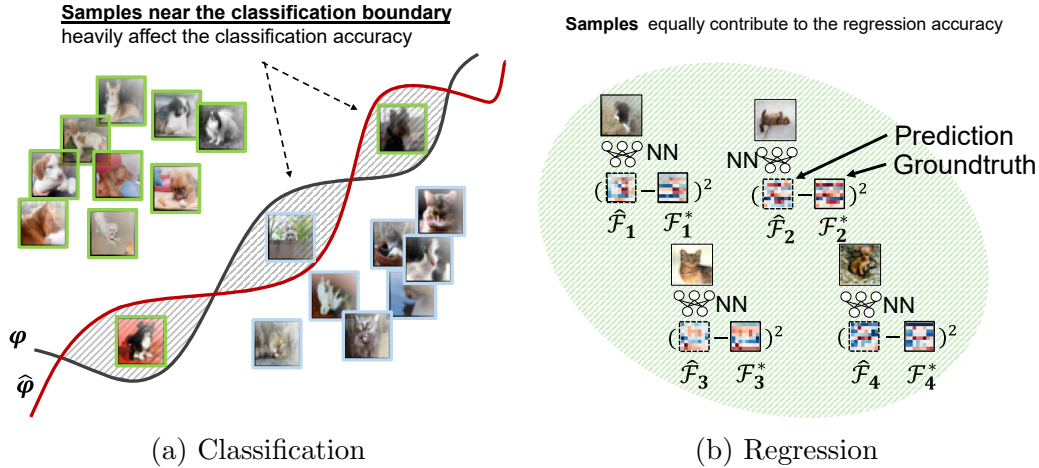 Samples near the classification boundary
heavily affect the classification accuracy
φ
φ̂
(a) Classification
Samples equally contribute to the regression accuracy
Prediction
Groundtruth
NN
NN
( − )²
( − )²
ℱ̂₁ ℱ₁*
ℱ̂₂ ℱ₂*
NN
NN
( − )²
( − )²
ℱ̂₃ ℱ₃*
ℱ̂₄ ℱ₄*
(b) Regression